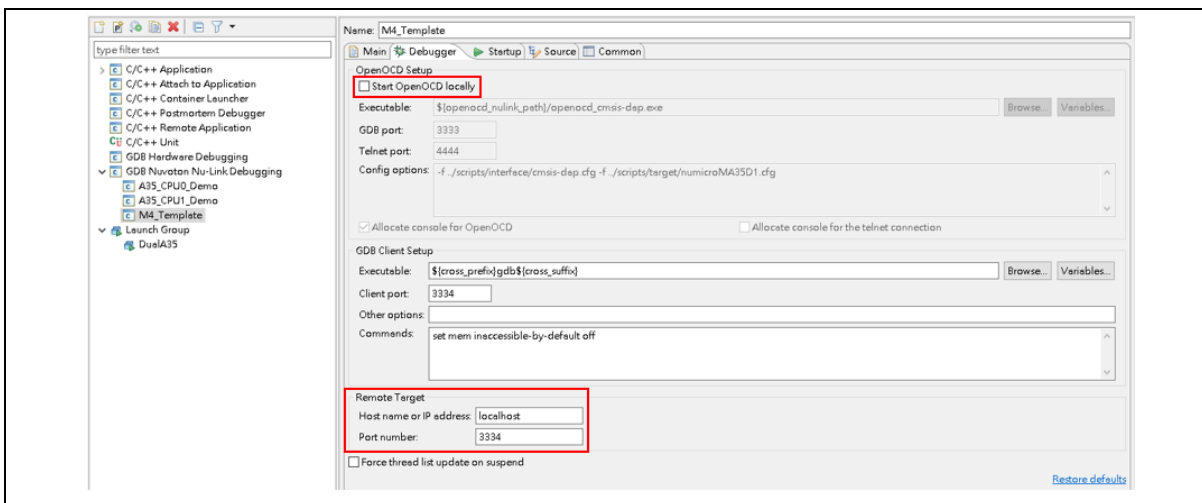 Name: M4_Template
type filter text
Main Debugger Startup Source Common
C/C++ Application
C/C++ Attach to Application
C/C++ Container Launcher
C/C++ Postmortem Debugger
C/C++ Remote Application
C/C++ Unit
GDB Hardware Debugging
GDB Nuvoton Nu-Link Debugging
A35_CPU0_Demo
A35_CPU1_Demo
M4_Template
Launch Group
DualA35
OpenOCD Setup
Start OpenOCD locally
Executable: ${openocd_nulink_path}/openocd_cmsis-dap.exe Browse... Variables...
GDB port: 3333
Telnet port: 4444
Config options: -f ../scripts/interface/cmsis-dap.cfg -f ../scripts/target/numicroMA35D1.cfg
Allocate console for OpenOCD Allocate console for the telnet connection
GDB Client Setup
Executable: ${cross_prefix}gdb${cross_suffix} Browse... Variables...
Client port: 3334
Other options:
Commands: set mem inaccessible-by-default off
Remote Target
Host name or IP address: localhost
Port number: 3334
Force thread list update on suspend
Restore defaults